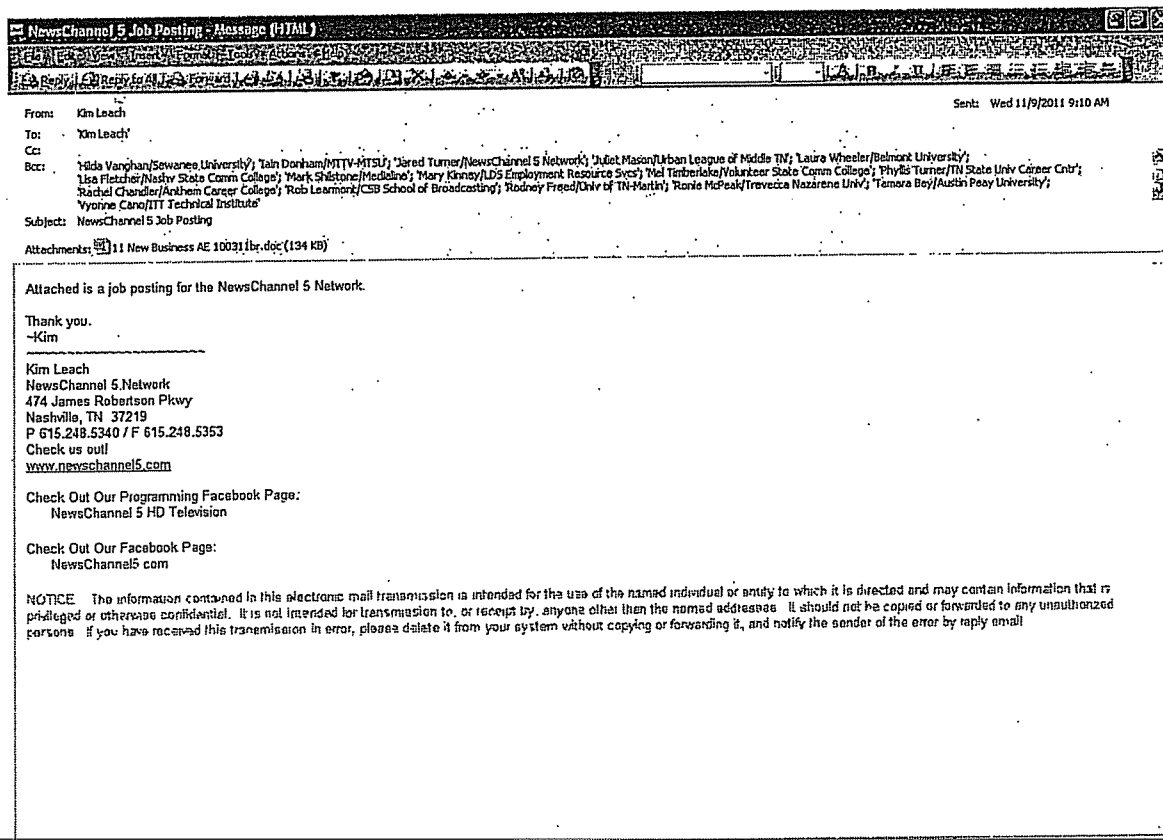 NewsChannel 5 Job Posting - Message (HTML)
Reply Reply to All Forward
From: Kim Leach
Sent: Wed 11/9/2011 9:10 AM
To: 'Kim Leach'
Cc:
Bcc: 'Hilda Vanghan/Sewanee University'; 'Iain Donham/MTTV-MTSU'; 'Jared Turner/NewsChannel 5 Network'; 'Juliet Mason/Urban League of Middle TN'; 'Laura Wheeler/Belmont University';
'Lisa Fletcher/Nashv State Comm College'; 'Mark Shilstone/Medialine'; 'Mary Kinney/LDS Employment Resource Svcs'; 'Mel Timberlake/Volunteer State Comm College'; 'Phyllis Turner/TN State Univ Career Cntr';
'Rachel Chandler/Anthem Career College'; 'Rob Learmont/CSB School of Broadcasting'; 'Rodney Freed/Univ of TN-Martin'; 'Ronie McPeak/Trevecca Nazarene Univ'; 'Tamara Boy/Austin Peay University';
'Vyonne Cano/ITT Technical Institute'
Subject: NewsChannel 5 Job Posting
Attachments: 11 New Business AE 100311br.doc (134 KB)
Attached is a job posting for the NewsChannel 5 Network.
Thank you.
~Kim
Kim Leach
NewsChannel 5 Network
474 James Robertson Pkwy
Nashville, TN 37219
P 615.248.5340 / F 615.248.5353
Check us out!
www.newschannel5.com
Check Out Our Programming Facebook Page:
NewsChannel 5 HD Television
Check Out Our Facebook Page:
NewsChannel5 com
NOTICE The information contained in this electronic mail transmission is intended for the use of the named individual or entity to which it is directed and may contain information that is
privileged or otherwise confidential. It is not intended for transmission to, or receipt by, anyone other than the named addressee. It should not be copied or forwarded to any unauthorized
persons. If you have received this transmission in error, please delete it from your system without copying or forwarding it, and notify the sender of the error by reply email